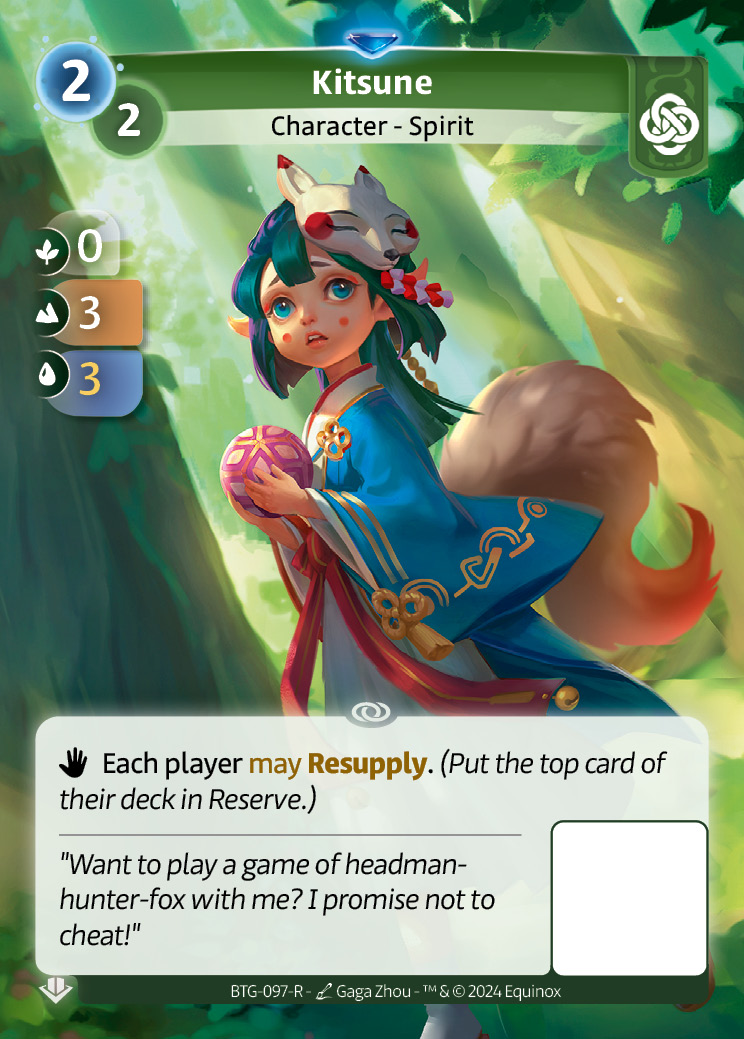 2
Kitsune
2
Character - Spirit
0
3
3
Each player may Resupply. (Put the top card of
their deck in Reserve.)
"Want to play a game of headman-
hunter-fox with me? I promise not to
cheat!"
BTG-097-R - Gaga Zhou - ™ & © 2024 Equinox